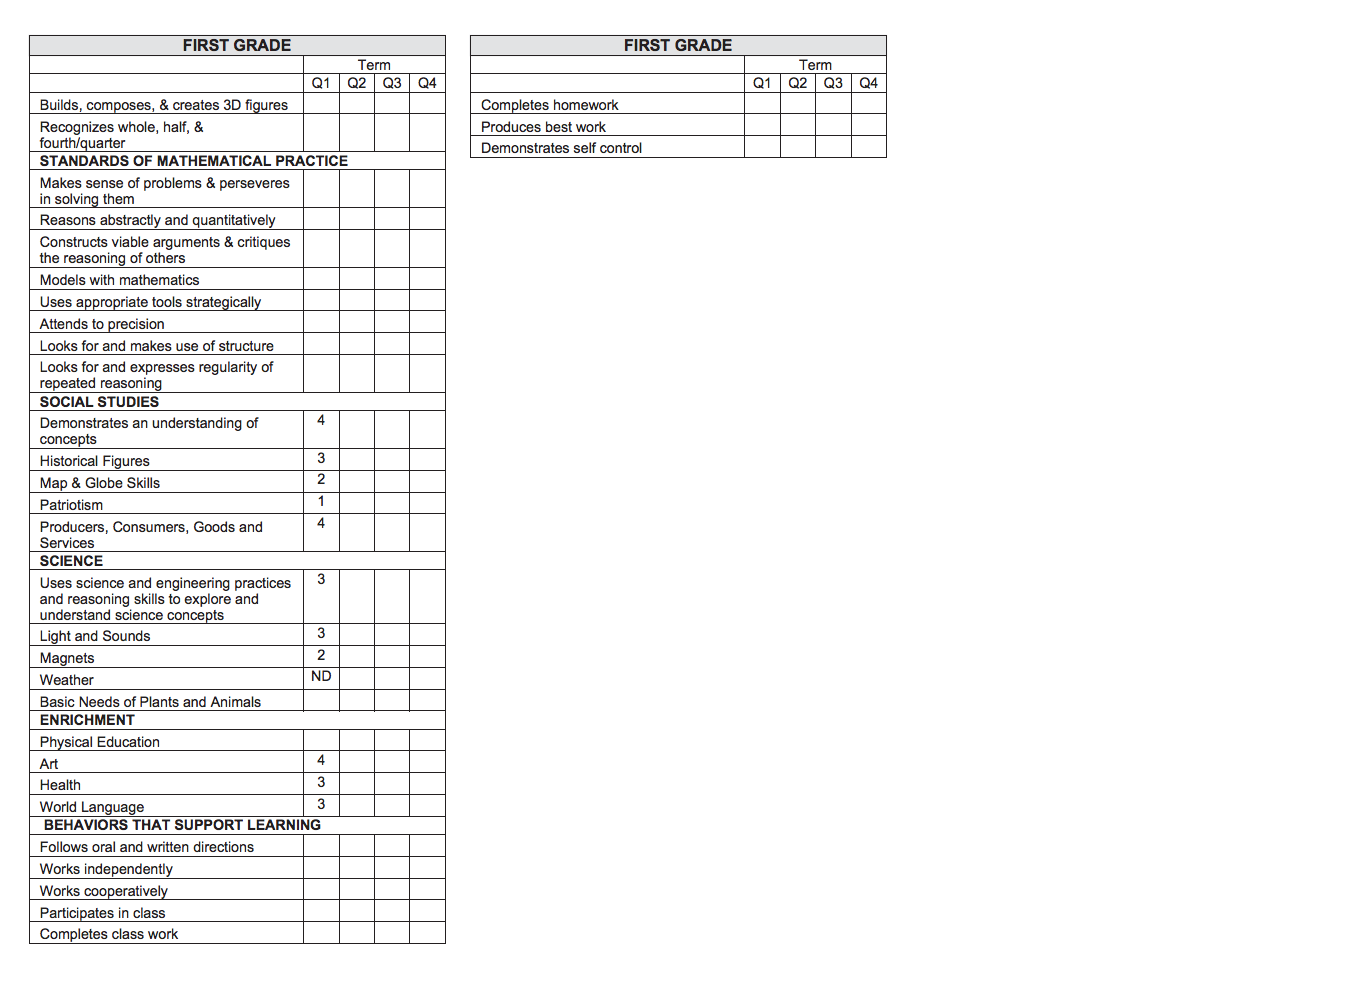 FIRST GRADE
Term
Q1 Q2 Q3 Q4
Builds, composes, & creates 3D figures
Recognizes whole, half, &
fourth/quarter
STANDARDS OF MATHEMATICAL PRACTICE
Makes sense of problems & perseveres
in solving them
Reasons abstractly and quantitatively
Constructs viable arguments & critiques
the reasoning of others
Models with mathematics
Uses appropriate tools strategically
Attends to precision
Looks for and makes use of structure
Looks for and expresses regularity of
repeated reasoning
SOCIAL STUDIES
Demonstrates an understanding of 4
concepts
Historical Figures 3
Map & Globe Skills 2
Patriotism 1
Producers, Consumers, Goods and 4
Services
SCIENCE
Uses science and engineering practices 3
and reasoning skills to explore and
understand science concepts
Light and Sounds 3
Magnets 2
Weather ND
Basic Needs of Plants and Animals
ENRICHMENT
Physical Education
Art 4
Health 3
World Language 3
BEHAVIORS THAT SUPPORT LEARNING
Follows oral and written directions
Works independently
Works cooperatively
Participates in class
Completes class work
FIRST GRADE
Term
Q1 Q2 Q3 Q4
Completes homework
Produces best work
Demonstrates self control